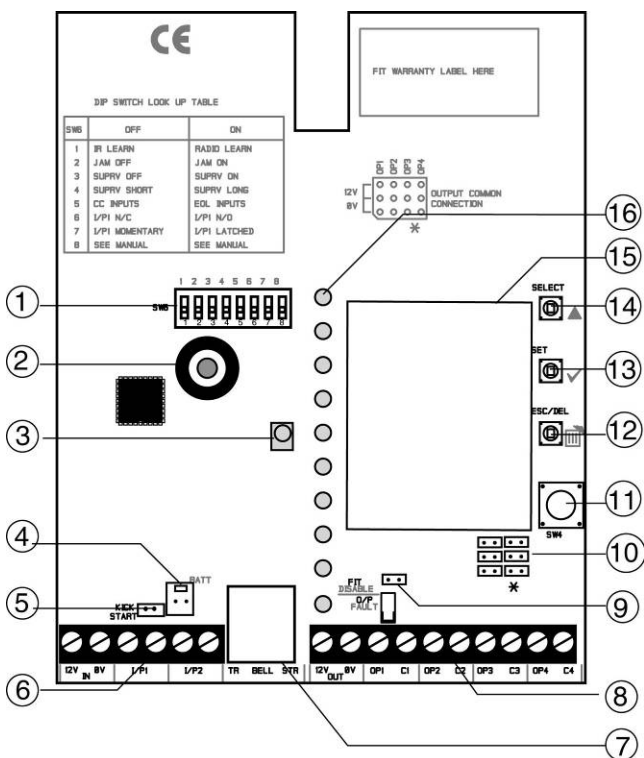 CE
FIT WARRANTY LABEL HERE
DIP SWITCH LOOK UP TABLE
SW6 OFF ON
1 IR LEARN RADIO LEARN
2 JAM OFF JAM ON
3 SUPRV OFF SUPRV ON
4 SUPRV SHORT SUPRV LONG
5 CC INPUTS EOL INPUTS
6 I/P1 N/C I/P1 N/O
7 I/P1 MOMENTARY I/P1 LATCHED
8 SEE MANUAL SEE MANUAL
OP1 OP2 OP3 OP4
12V
0V
OUTPUT COMMON
CONNECTION
*
16
15
1 2 3 4 5 6 7 8
SW6
1 2 3 4 5 6 7 8
1
SELECT
14
2
SET
13
3
ESC/DEL
12
11
SW4
4
BATT
10
*
5
KICK
START
FIT
DISABLE
O/P
FAULT
9
6
12V 0V I/P1 I/P2 TR BELL STR 12V 0V OP1 C1 OP2 C2 OP3 C3 OP4 C4
IN OUT
8
7